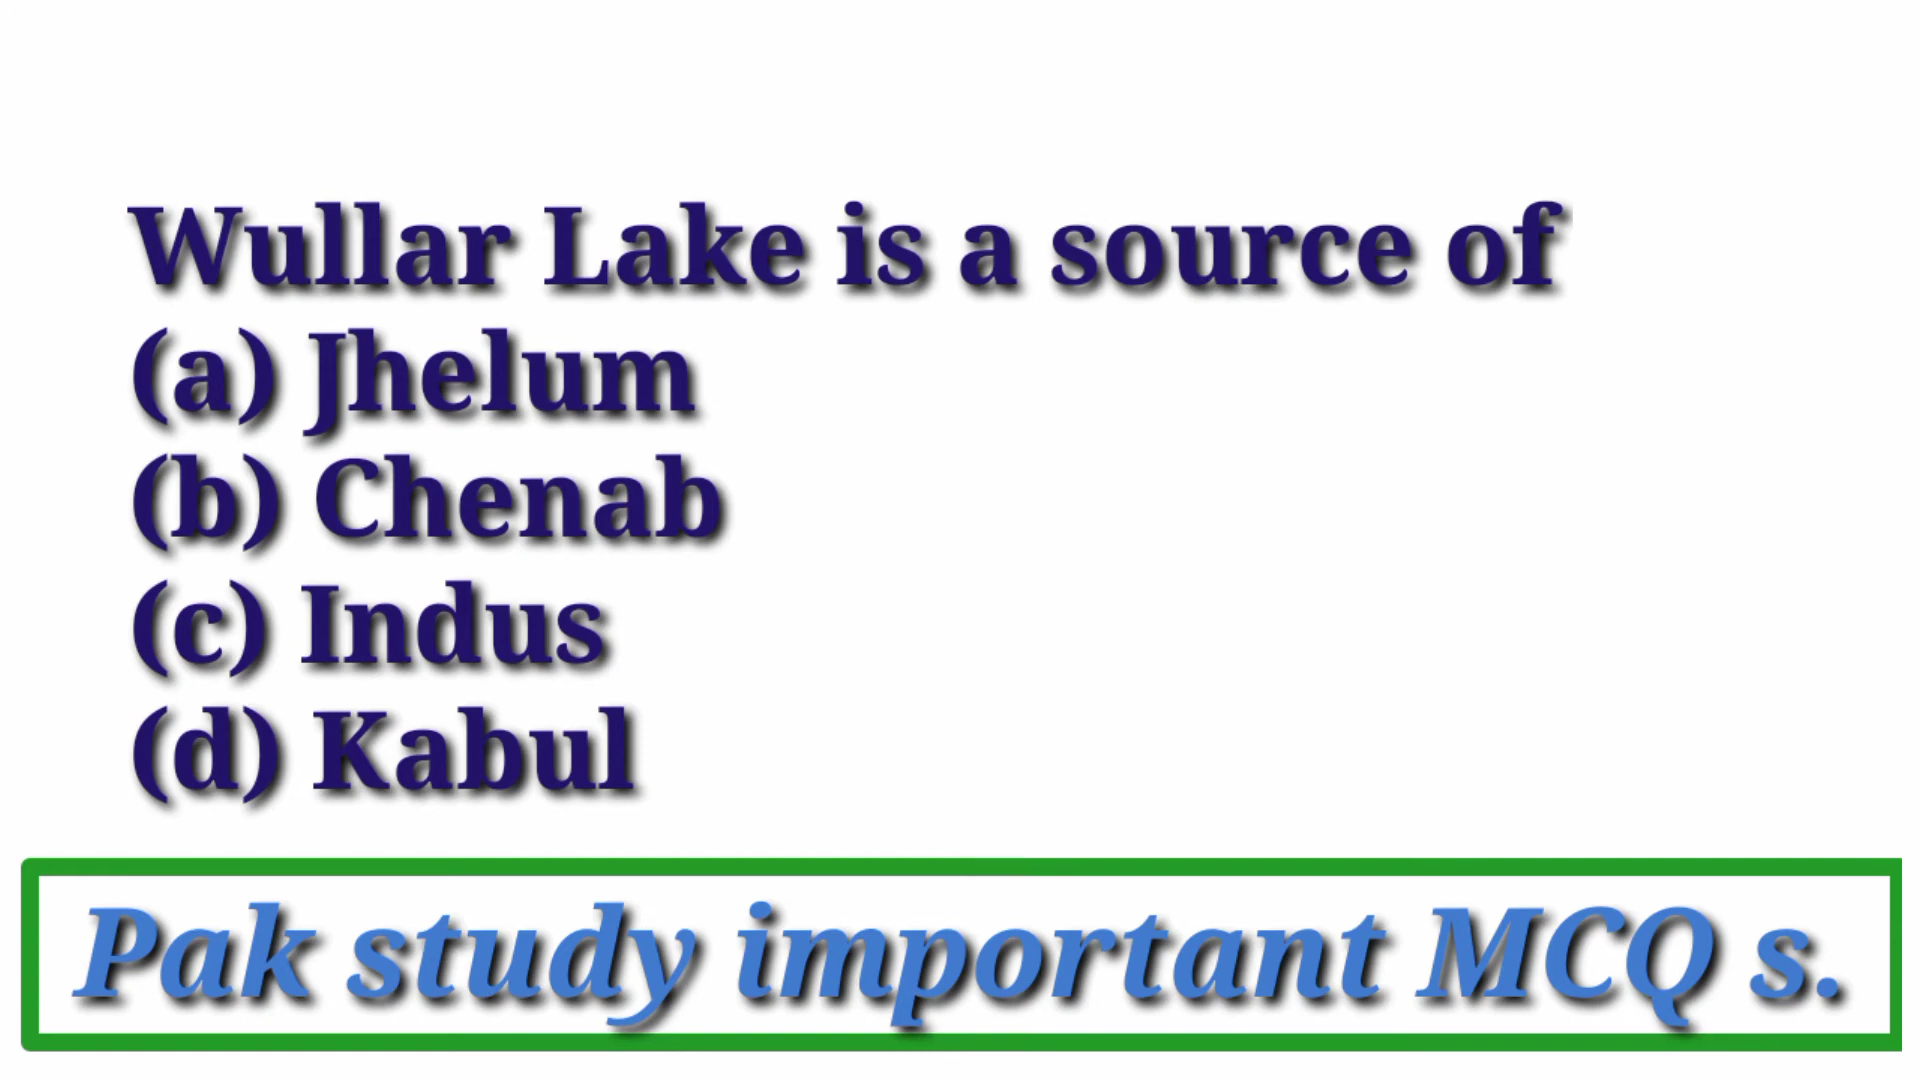 Wullar Lake is a source of
(a) Jhelum
(b) Chenab
(c) Indus
(d) Kabul
Pak study important MCQ s.